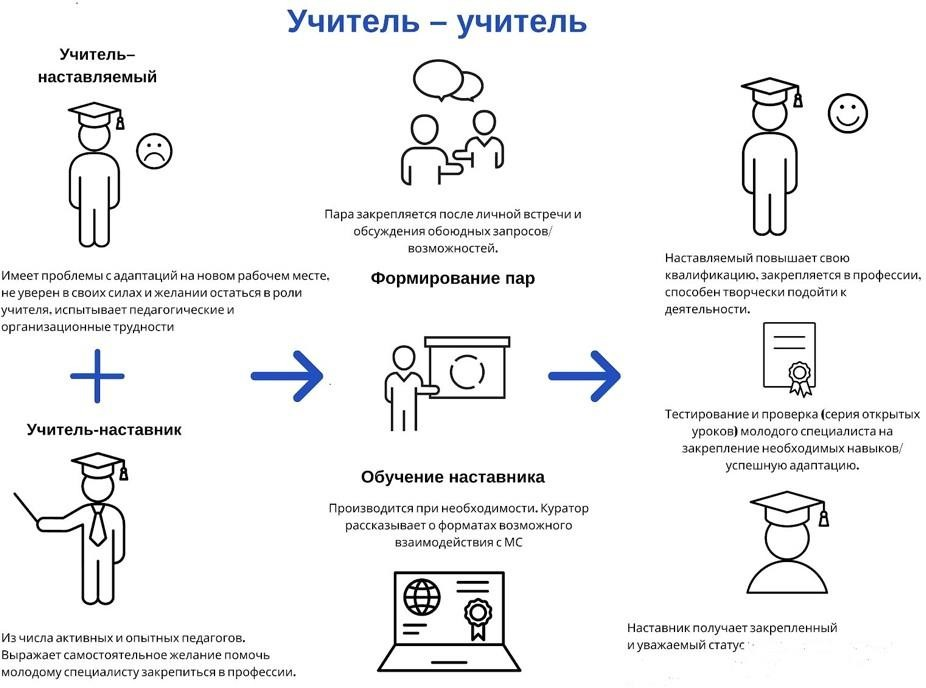 Учитель – учитель
Учитель–
наставляемый
Имеет проблемы с адаптаций на новом рабочем месте,
не уверен в своих силах и желании остаться в роли
учителя, испытывает педагогические и
организационные трудности
Учитель-наставник
Из числа активных и опытных педагогов.
Выражает самостоятельное желание помочь
молодому специалисту закрепиться в профессии.
Пара закрепляется после личной встречи и
обсуждения обоюдных запросов/
возможностей.
Формирование пар
Обучение наставника
Производится при необходимости. Куратор
рассказывает о форматах возможного
взаимодействия с МС
Наставляемый повышает свою
квалификацию, закрепляется в профессии,
способен творчески подойти к
деятельности.
Тестирование и проверка (серия открытых
уроков) молодого специалиста на
закрепление необходимых навыков/
успешную адаптацию.
Наставник получает закрепленный
и уважаемый статус